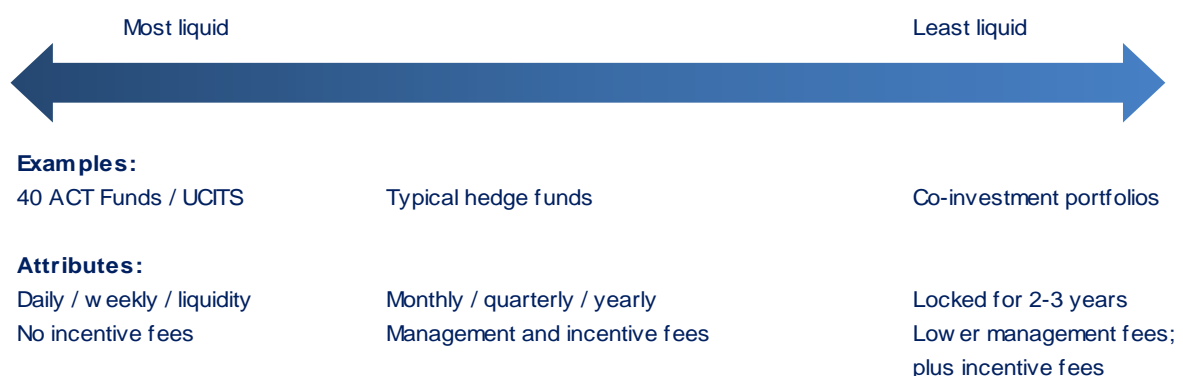 Most liquid Least liquid
Examples:
40 ACT Funds / UCITS Typical hedge funds Co-investment portfolios
Attributes:
Daily / weekly / liquidity Monthly / quarterly / yearly Locked for 2-3 years
No incentive fees Management and incentive fees Lower management fees;
plus incentive fees